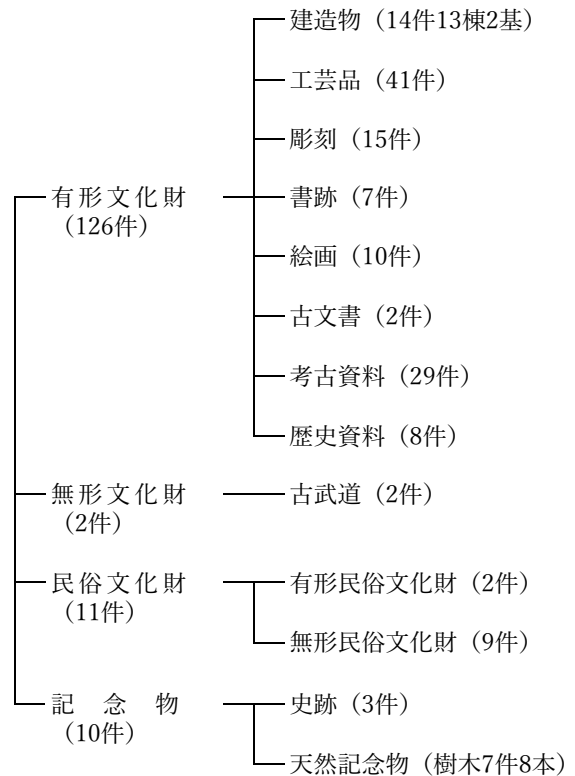 建造物（14件13棟2基）
工芸品（41件）
彫刻（15件）
有形文化財
（126件）
書跡（7件）
絵画（10件）
古文書（2件）
考古資料（29件）
歴史資料（8件）
無形文化財
（2件）
古武道（2件）
民俗文化財
（11件）
有形民俗文化財（2件）
無形民俗文化財（9件）
記念物
（10件）
史跡（3件）
天然記念物（樹木7件8本）